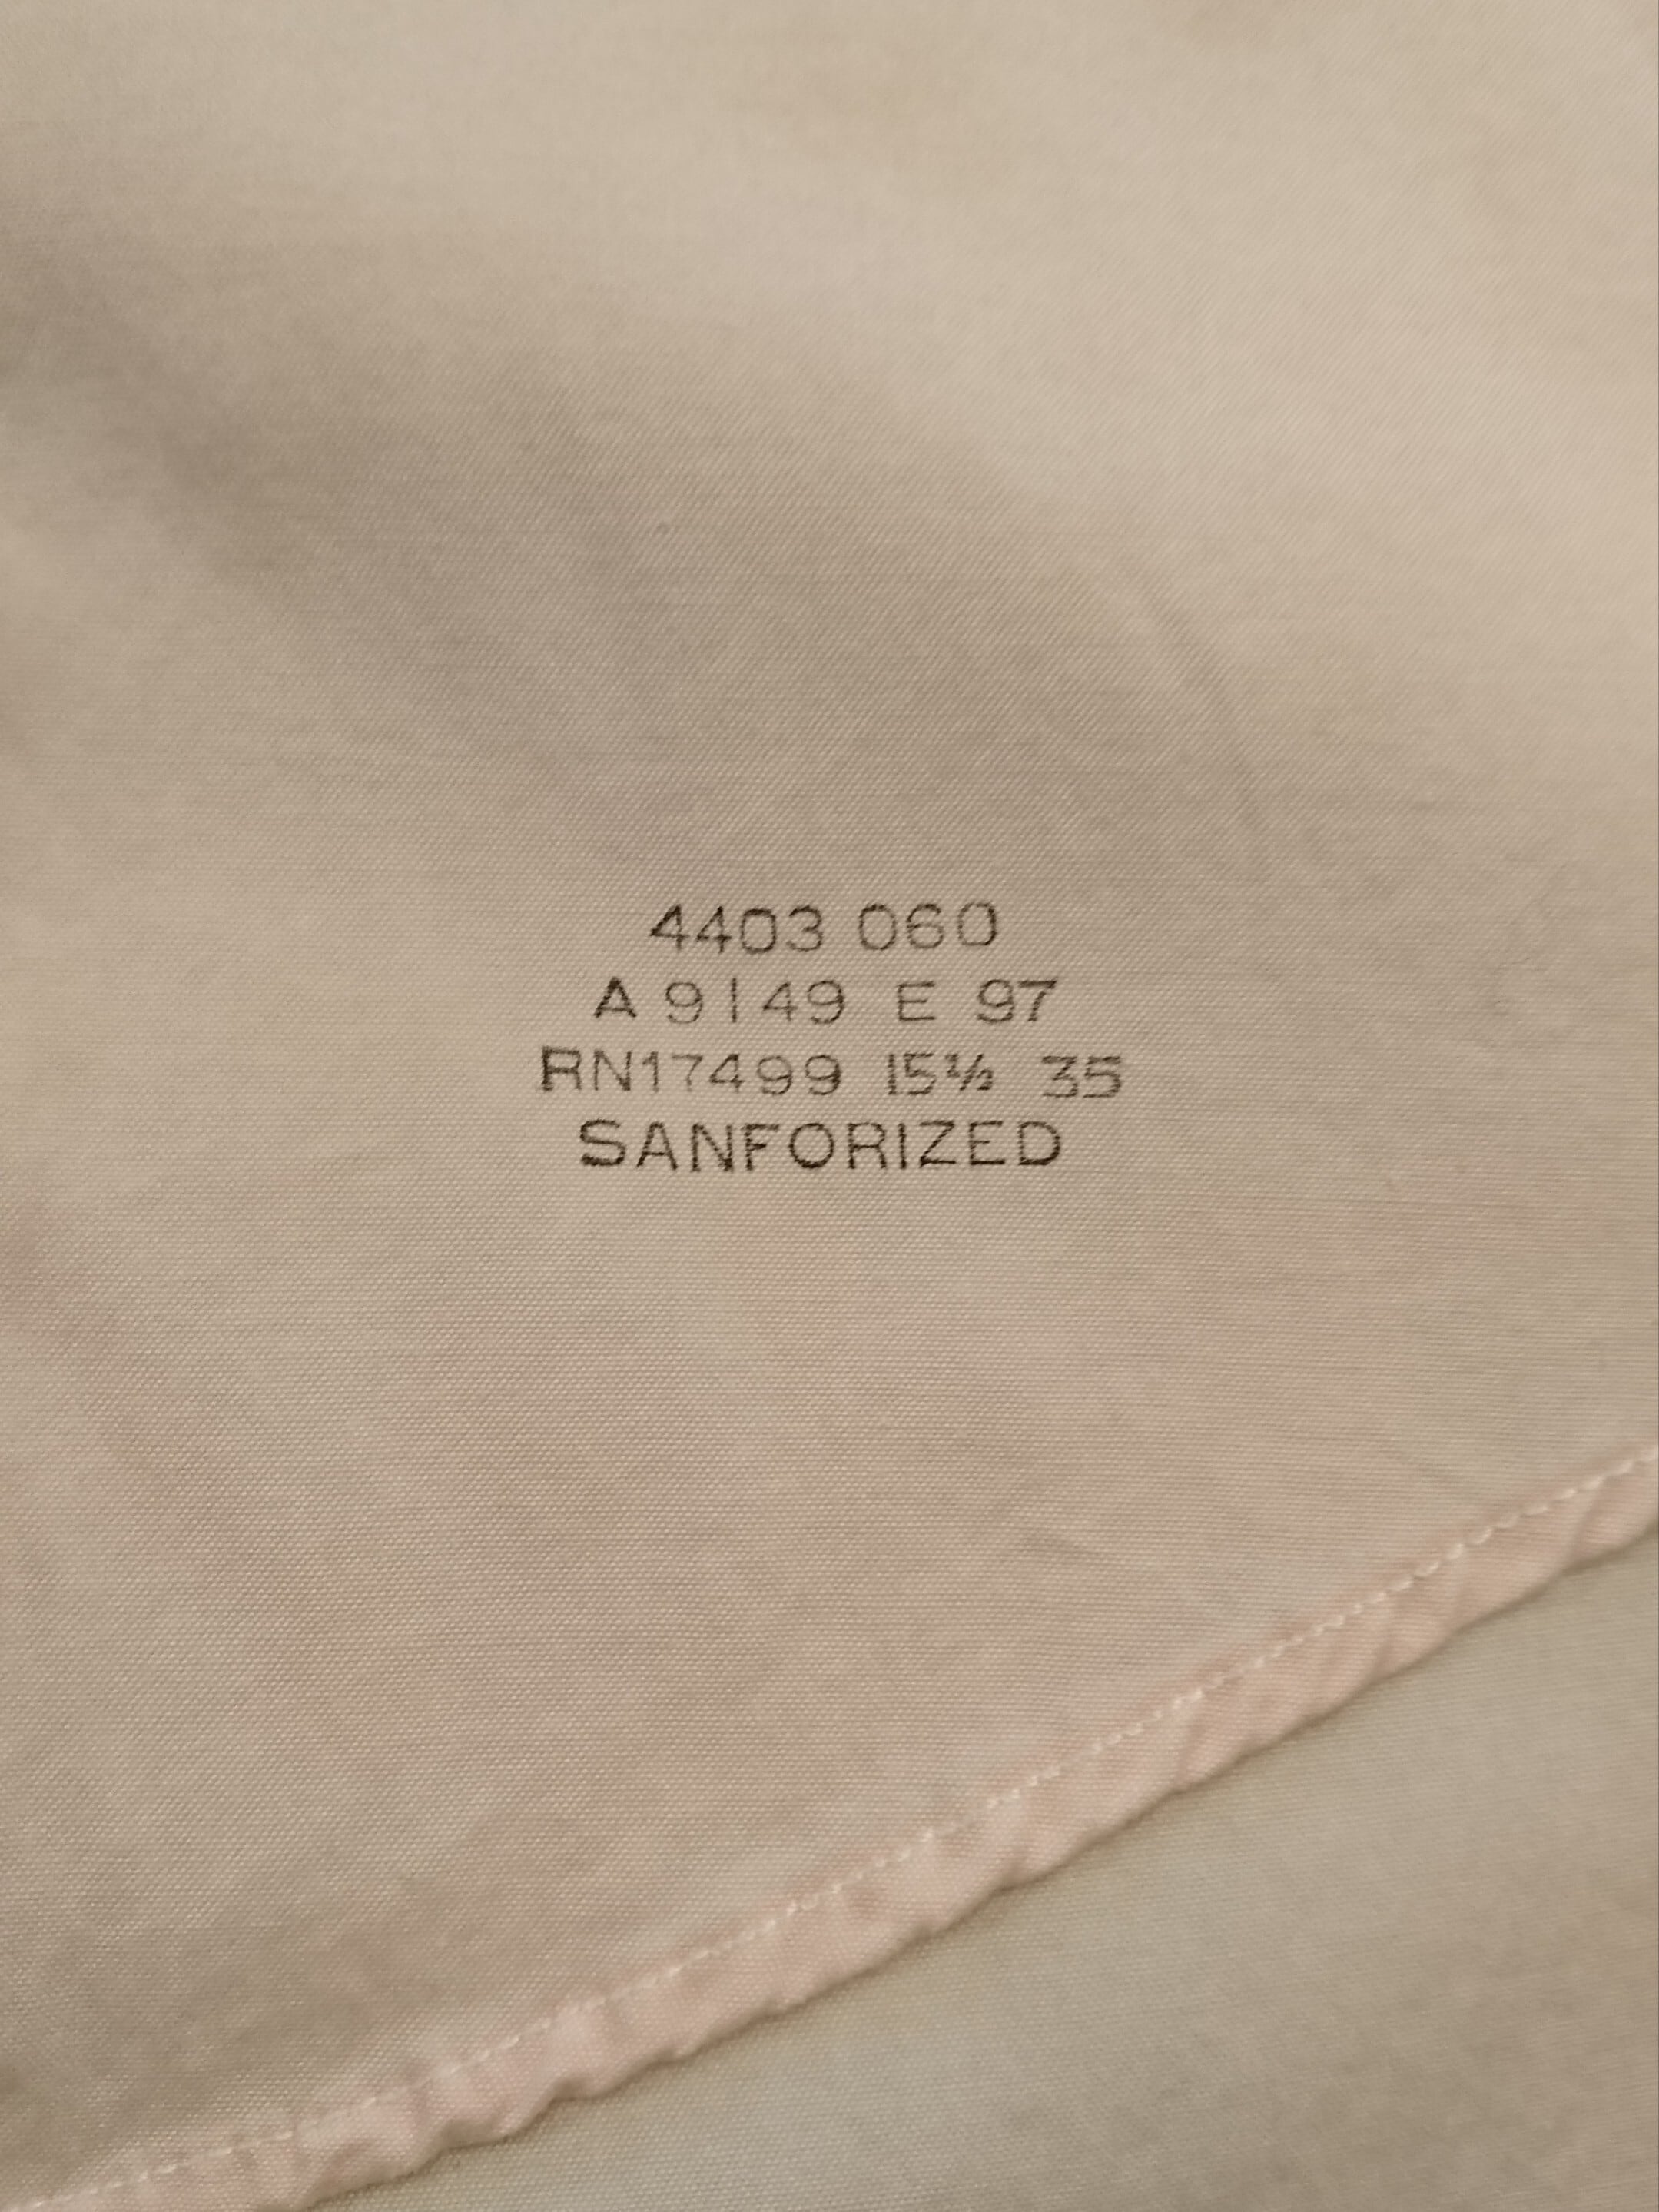 4403 060
A 9149 E 97
RN17499 15½ 35
SANFORIZED